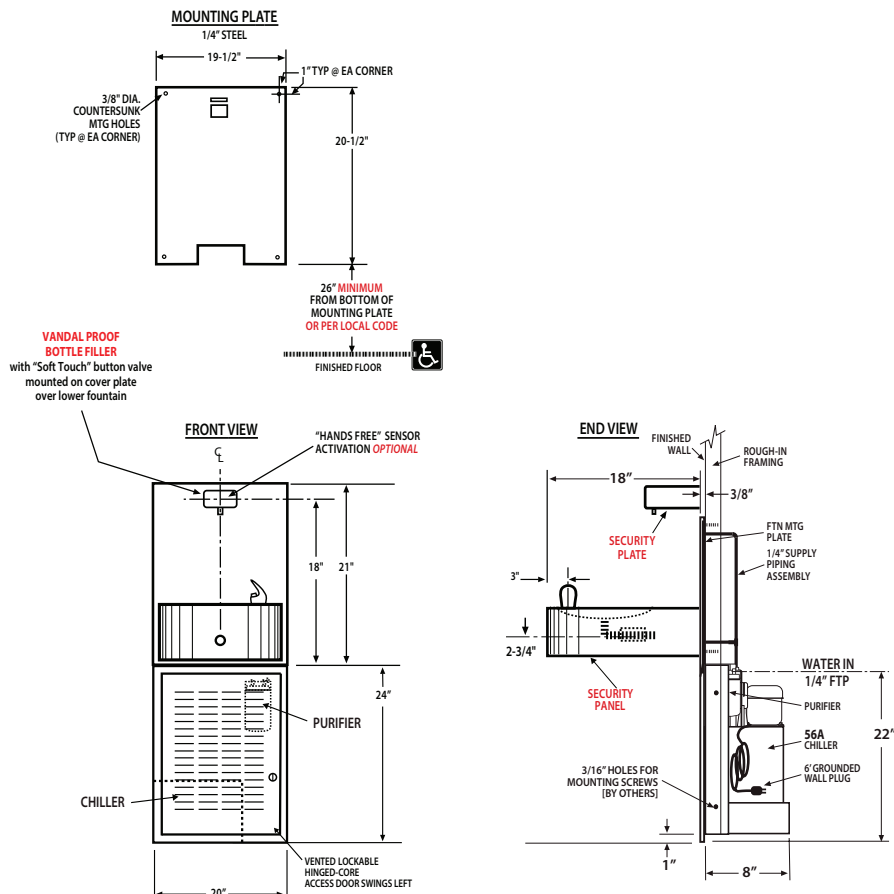 MOUNTING PLATE
1/4" STEEL
19-1/2"
1" TYP @ EA CORNER
3/8" DIA.
COUNTERSUNK
MTG HOLES
(TYP @ EA CORNER)
20-1/2"
26" MINIMUM
FROM BOTTOM OF
MOUNTING PLATE
OR PER LOCAL CODE
FINISHED FLOOR
VANDAL PROOF
BOTTLE FILLER
with "Soft Touch" button valve
mounted on cover plate
over lower fountain
FRONT VIEW
CL
"HANDS FREE" SENSOR
ACTIVATION OPTIONAL
18"
21"
24"
PURIFIER
CHILLER
VENTED LOCKABLE
HINGED-CORE
ACCESS DOOR SWINGS LEFT
20"
END VIEW
FINISHED
WALL
ROUGH-IN
FRAMING
18"
3/8"
SECURITY
PLATE
FTN MTG
PLATE
1/4" SUPPLY
PIPING
ASSEMBLY
3"
2-3/4"
SECURITY
PANEL
WATER IN
1/4" FTP
PURIFIER
56A
CHILLER
22"
6' GROUNDED
WALL PLUG
3/16" HOLES FOR
MOUNTING SCREWS
[BY OTHERS]
1"
8"